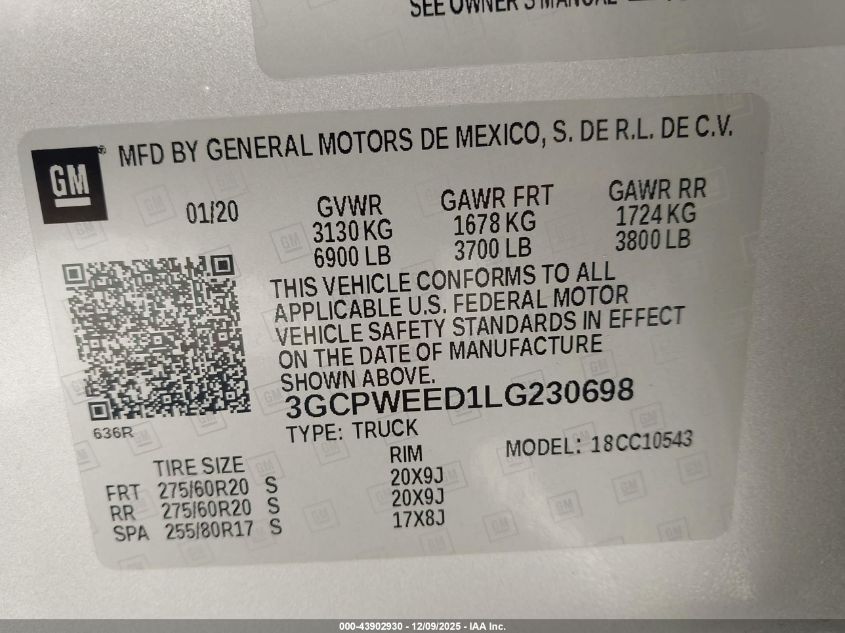 SEE OWNER'S MANUAL
GM
MFD BY GENERAL MOTORS DE MEXICO, S. DE R.L. DE C.V.
01/20 GVWR GAWR FRT GAWR RR
3130 KG 1678 KG 1724 KG
6900 LB 3700 LB 3800 LB
THIS VEHICLE CONFORMS TO ALL
APPLICABLE U.S. FEDERAL MOTOR
VEHICLE SAFETY STANDARDS IN EFFECT
ON THE DATE OF MANUFACTURE
SHOWN ABOVE.
3GCPWEED1LG230698
636R
TYPE: TRUCK MODEL: 18CC10543
TIRE SIZE RIM
FRT 275/60R20 S 20X9J
RR 275/60R20 S 20X9J
SPA 255/80R17 S 17X8J
000-43902930 - 12/09/2025 - IAA Inc.